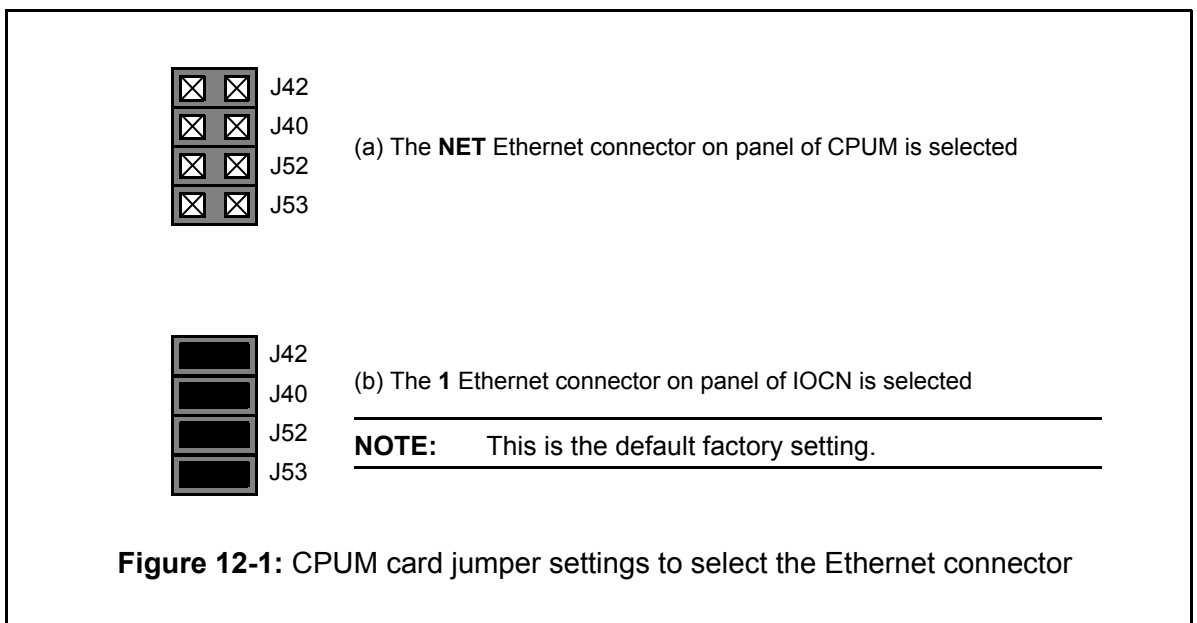 J42
J40
J52
J53
(a) The NET Ethernet connector on panel of CPUM is selected
J42
J40
J52
J53
(b) The 1 Ethernet connector on panel of IOCN is selected
NOTE: This is the default factory setting.
Figure 12-1: CPUM card jumper settings to select the Ethernet connector